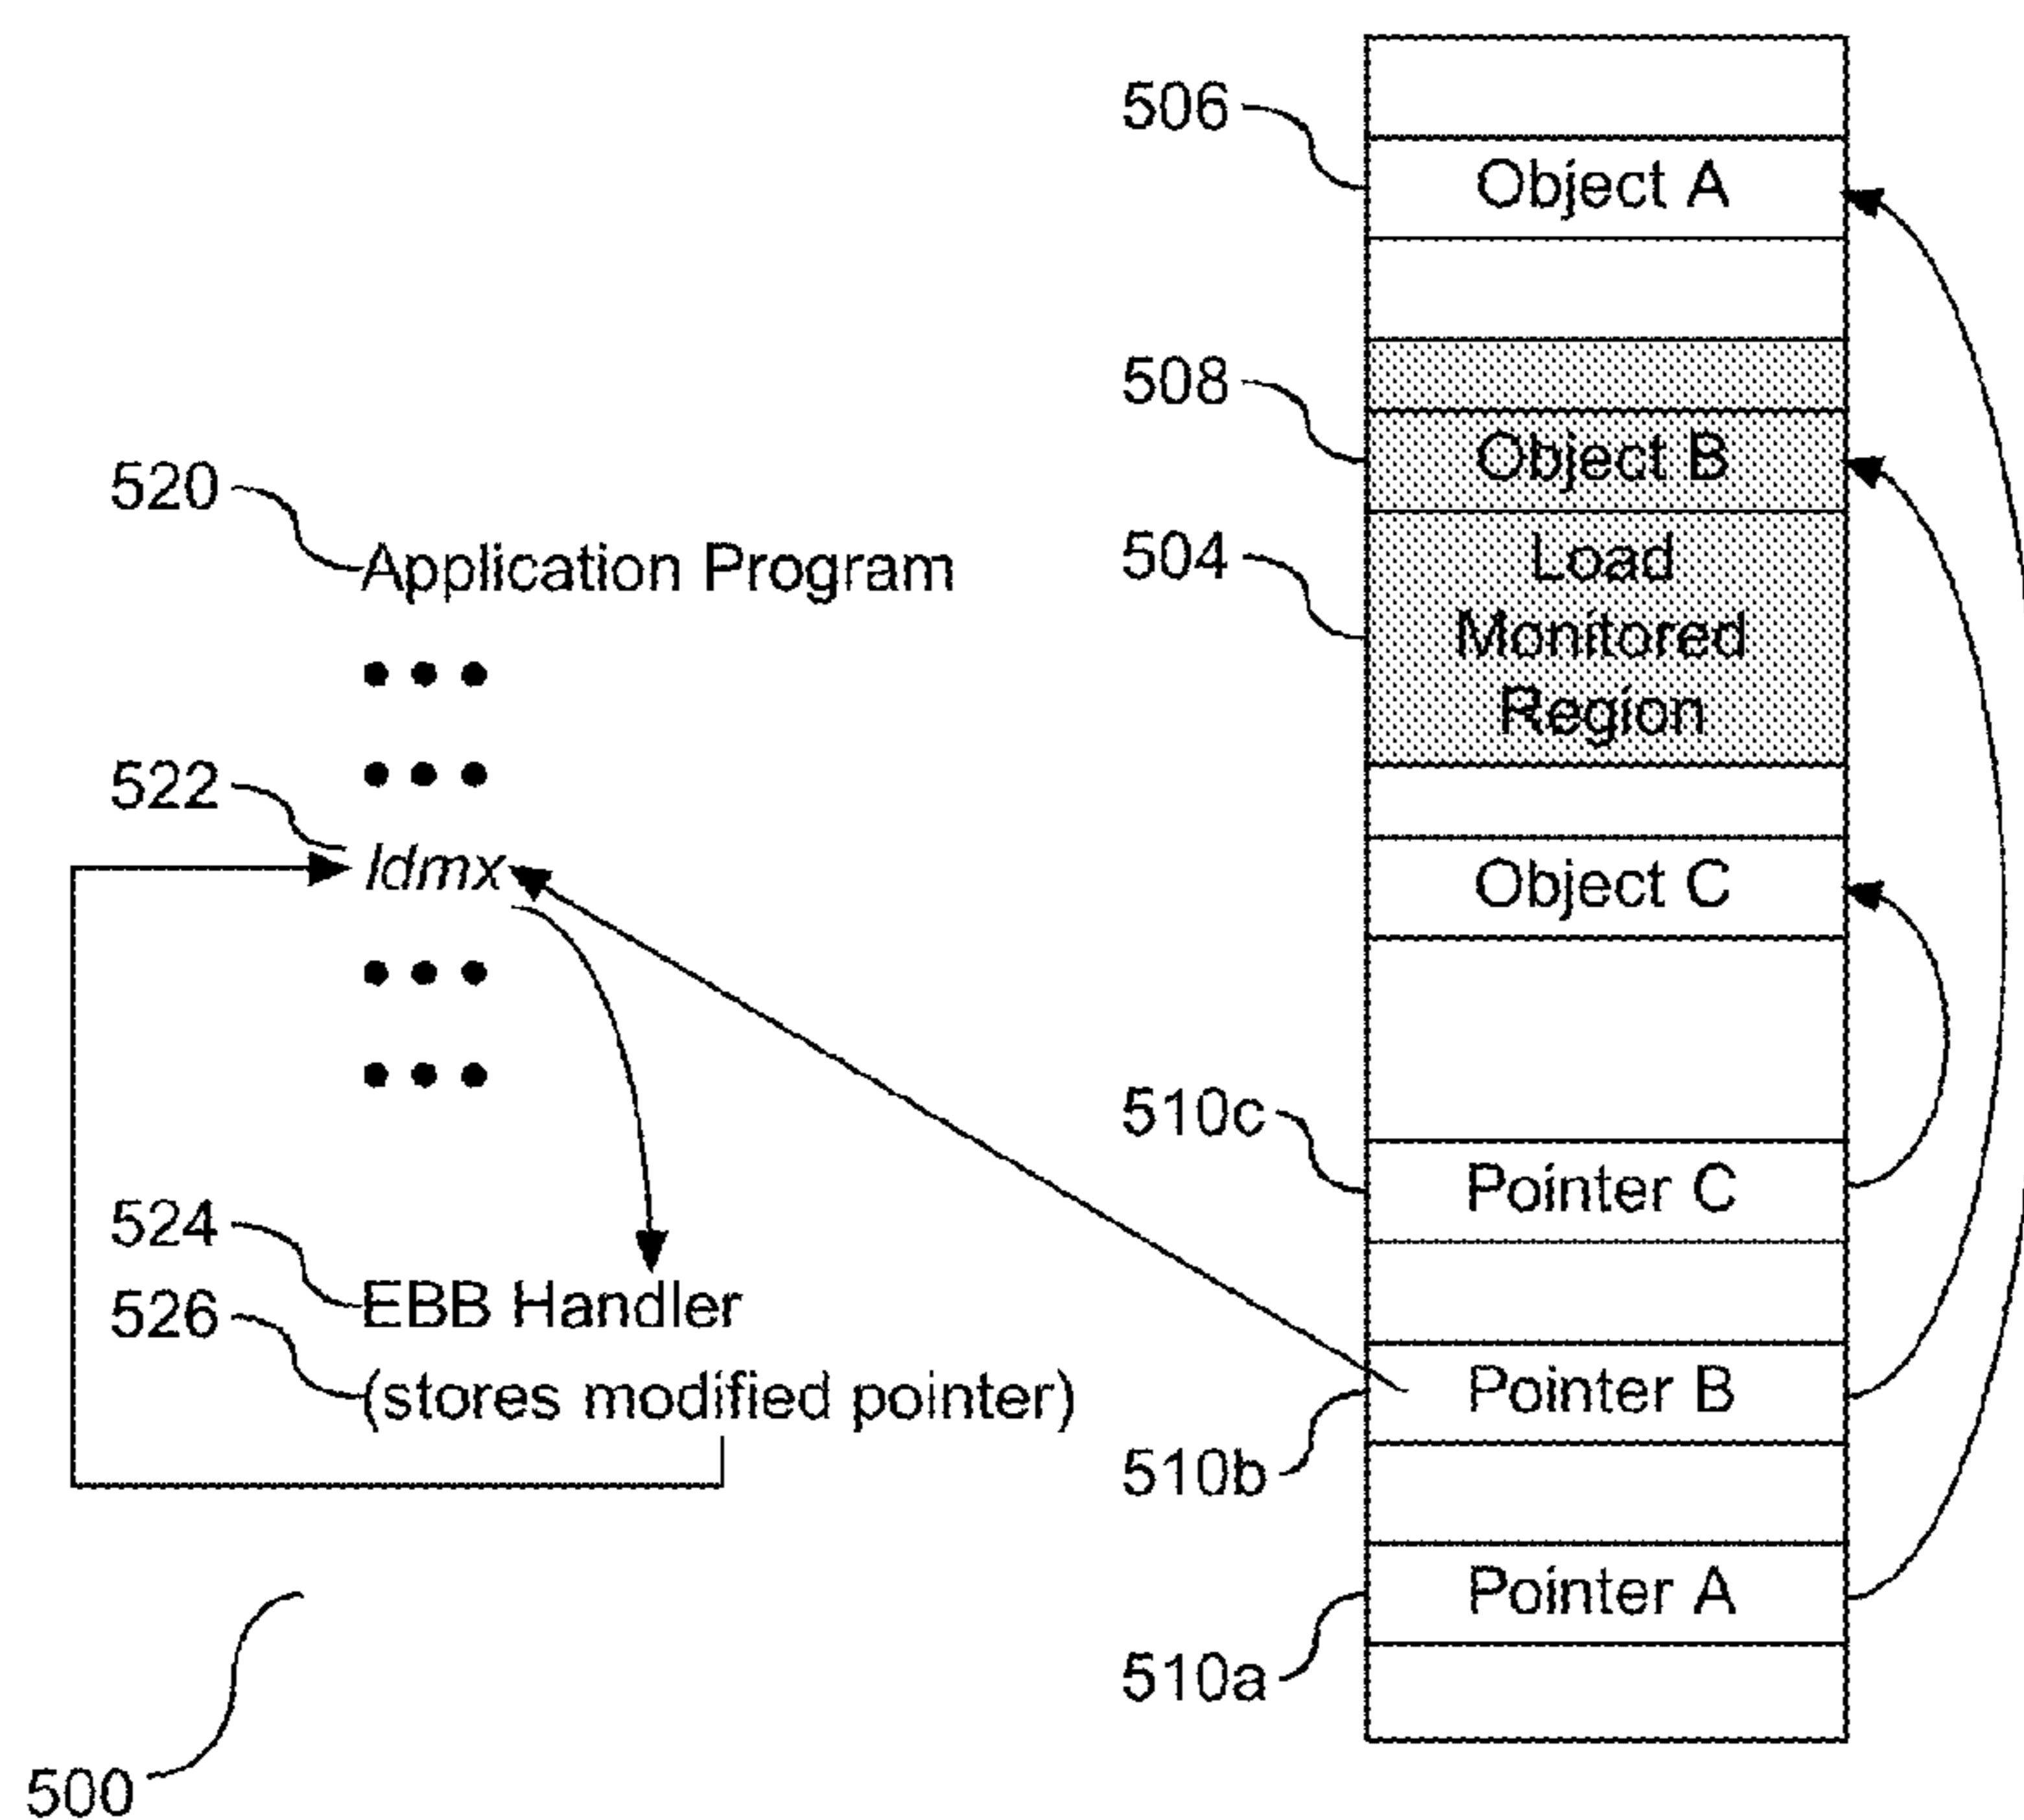 506
Object A
508
Object B
520
504
Load
Monitored
Region
Application Program
522
ldmx
Object C
510c
Pointer C
524
EBB Handler
526
(stores modified pointer)
Pointer B
510b
Pointer A
510a
500